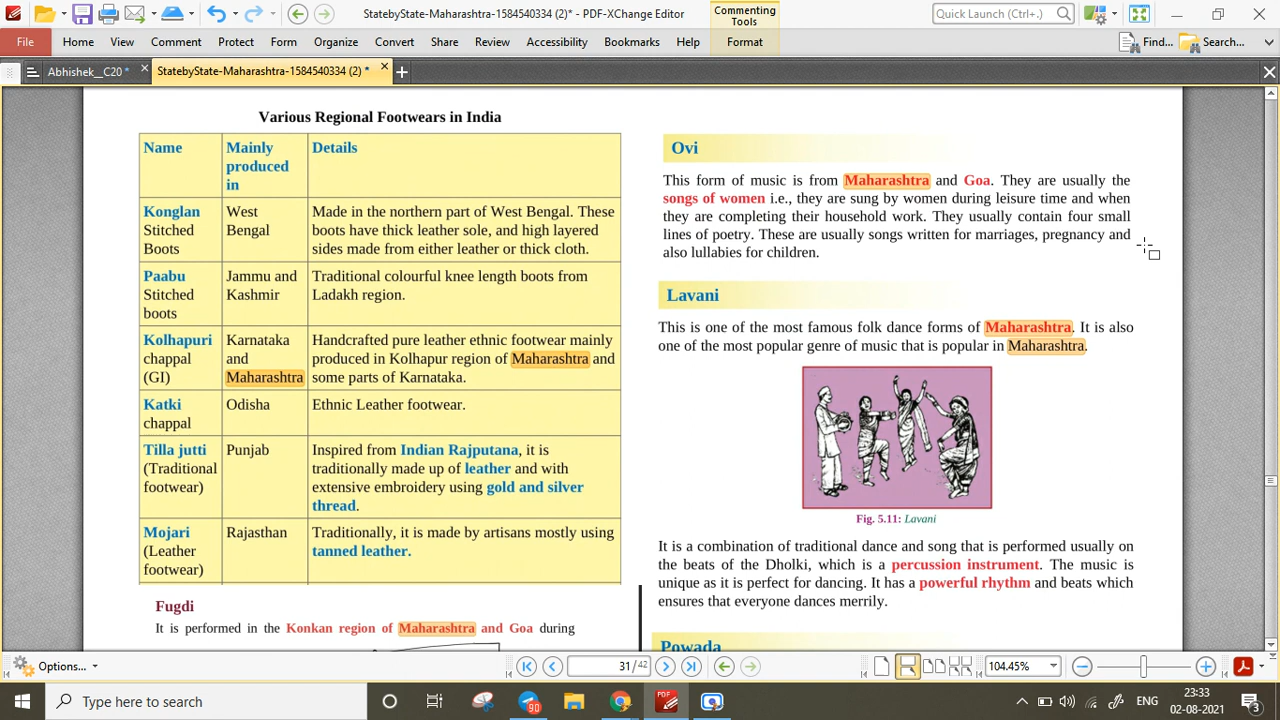 StatebyState-Maharashtra-1584540334 (2)* - PDF-XChange Editor
Commenting
Tools
Quick Launch (Ctrl+.)
File
Home
View
Comment
Protect
Form
Organize
Convert
Share
Review
Accessibility
Bookmarks
Help
Format
Find...
Search...
Abhishek__C20 *
StatebyState-Maharashtra-1584540334 (2) *
Various Regional Footwears in India
Name
Mainly
produced
in
Details
Konglan
Stitched
Boots
West
Bengal
Made in the northern part of West Bengal. These
boots have thick leather sole, and high layered
sides made from either leather or thick cloth.
Paabu
Stitched
boots
Jammu and
Kashmir
Traditional colourful knee length boots from
Ladakh region.
Kolhapuri
chappal
(GI)
Karnataka
and
Maharashtra
Handcrafted pure leather ethnic footwear mainly
produced in Kolhapur region of Maharashtra and
some parts of Karnataka.
Katki
chappal
Odisha
Ethnic Leather footwear.
Tilla jutti
(Traditional
footwear)
Punjab
Inspired from Indian Rajputana, it is
traditionally made up of leather and with
extensive embroidery using gold and silver
thread.
Mojari
(Leather
footwear)
Rajasthan
Traditionally, it is made by artisans mostly using
tanned leather.
Fugdi
It is performed in the Konkan region of Maharashtra and Goa during
Ovi
This form of music is from Maharashtra and Goa. They are usually the
songs of women i.e., they are sung by women during leisure time and when
they are completing their household work. They usually contain four small
lines of poetry. These are usually songs written for marriages, pregnancy and
also lullabies for children.
Lavani
This is one of the most famous folk dance forms of Maharashtra. It is also
one of the most popular genre of music that is popular in Maharashtra.
Fig. 5.11: Lavani
It is a combination of traditional dance and song that is performed usually on
the beats of the Dholki, which is a percussion instrument. The music is
unique as it is perfect for dancing. It has a powerful rhythm and beats which
ensures that everyone dances merrily.
Powada
Options...
31 / 42
104.45%
Type here to search
PDF
ENG
23:33
02-08-2021
3